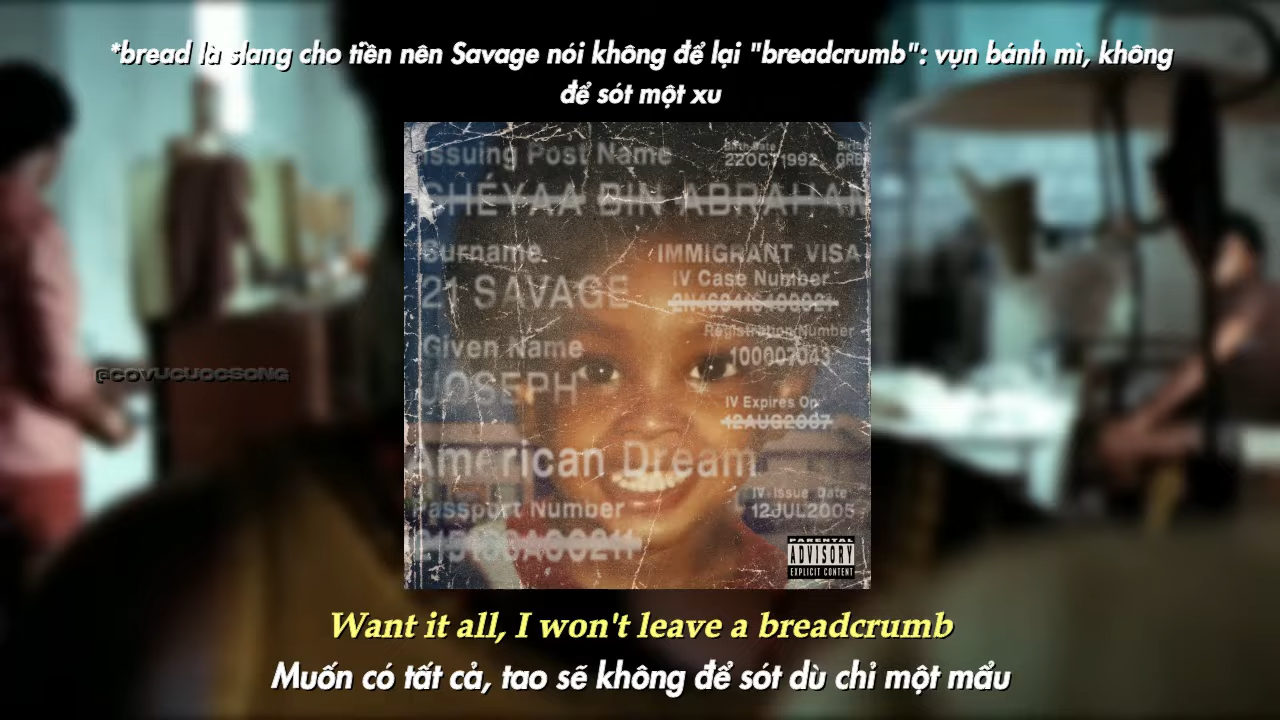 *bread là slang cho tiền nên Savage nói không để lại "breadcrumb": vụn bánh mì, không
để sót một xu
Issuing Post Name
Birth Date
22OCT1992
SHÉYAA BIN ABRAHAM
Surname
IMMIGRANT VISA
21 SAVAGE
IV Case Number
Registration Number
Given Name
100007043
JOSEPH
IV Expires On
12AUG2007
American Dream
IV Issue Date
Passport Number
12JUL2005
PARENTAL
ADVISORY
EXPLICIT CONTENT
@COVUCUOCSONG
Want it all, I won't leave a breadcrumb
Muốn có tất cả, tao sẽ không để sót dù chỉ một mẩu